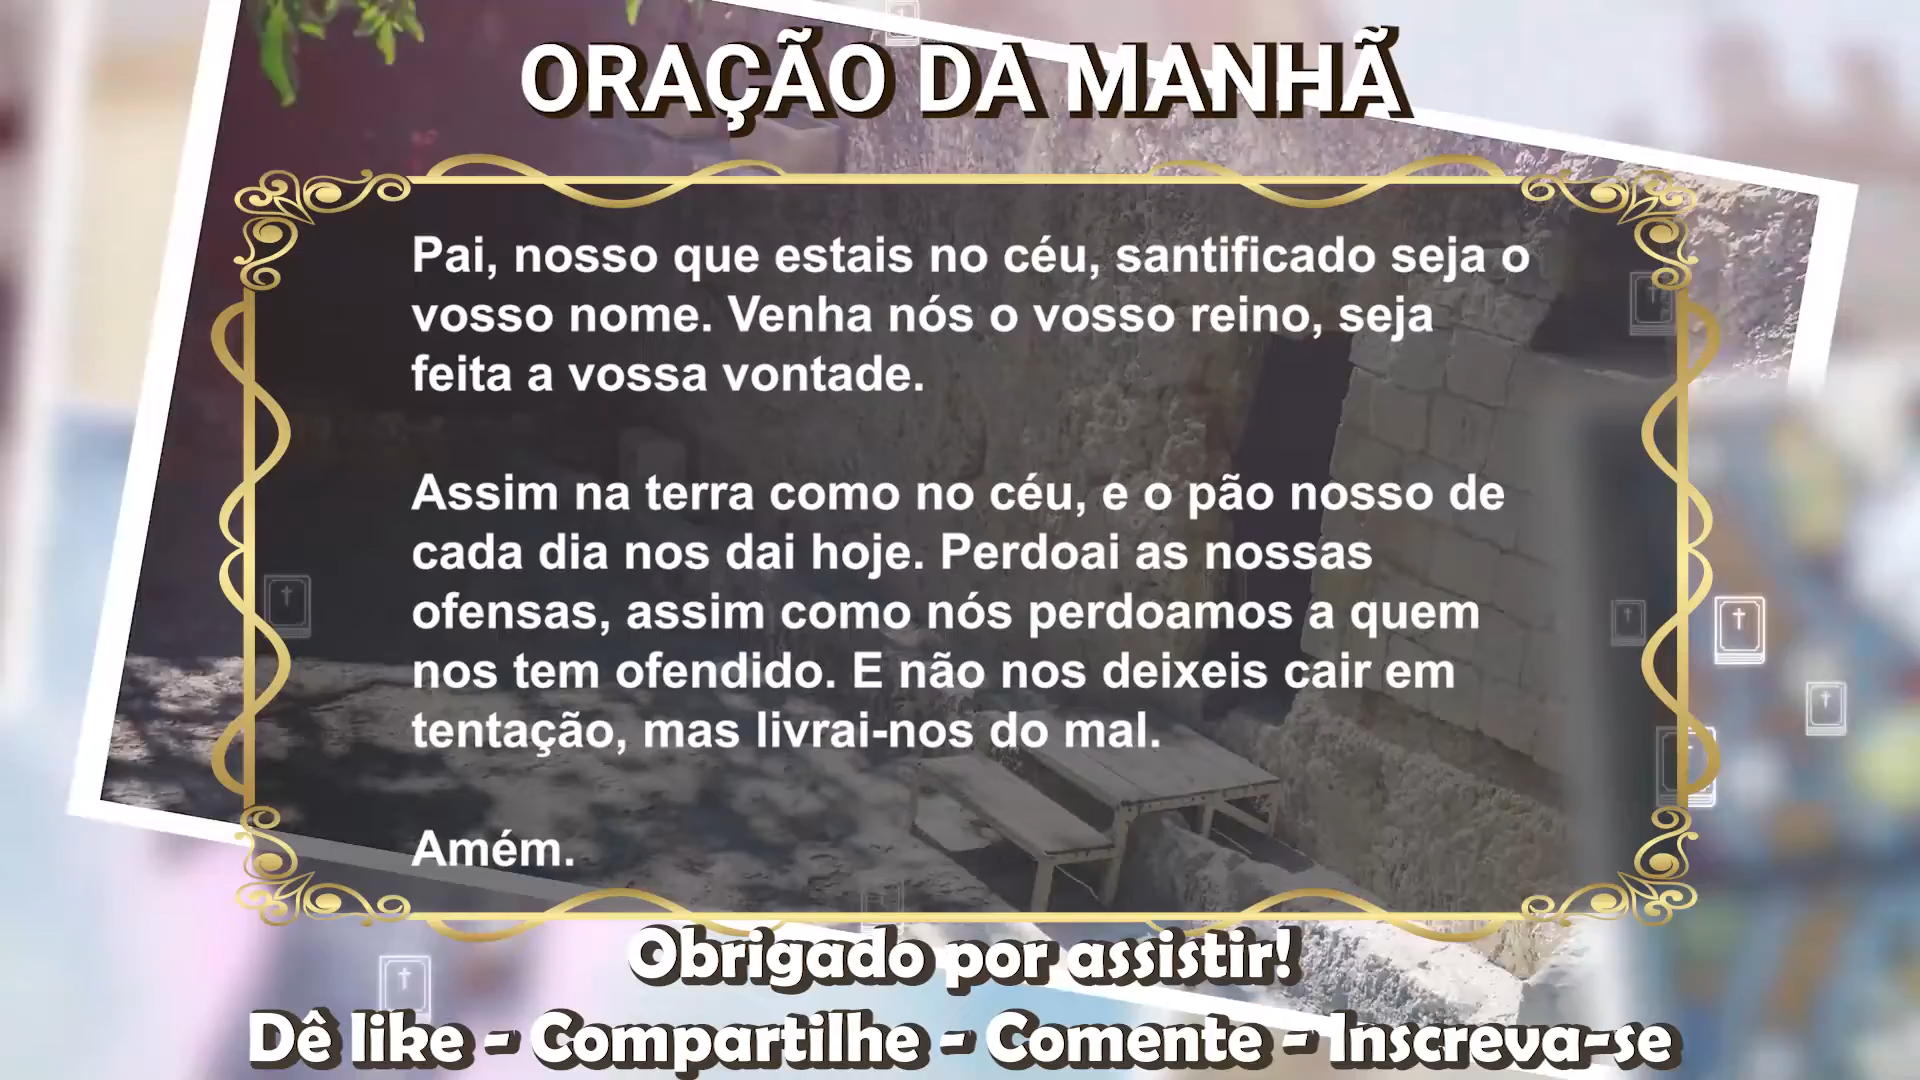 ORAÇÃO DA MANHÃ
Pai, nosso que estais no céu, santificado seja o
vosso nome. Venha nós o vosso reino, seja
feita a vossa vontade.
Assim na terra como no céu, e o pão nosso de
cada dia nos dai hoje. Perdoai as nossas
ofensas, assim como nós perdoamos a quem
nos tem ofendido. E não nos deixeis cair em
tentação, mas livrai-nos do mal.
Amém.
Obrigado por assistir!
Dê like - Compartilhe - Comente - Inscreva-se